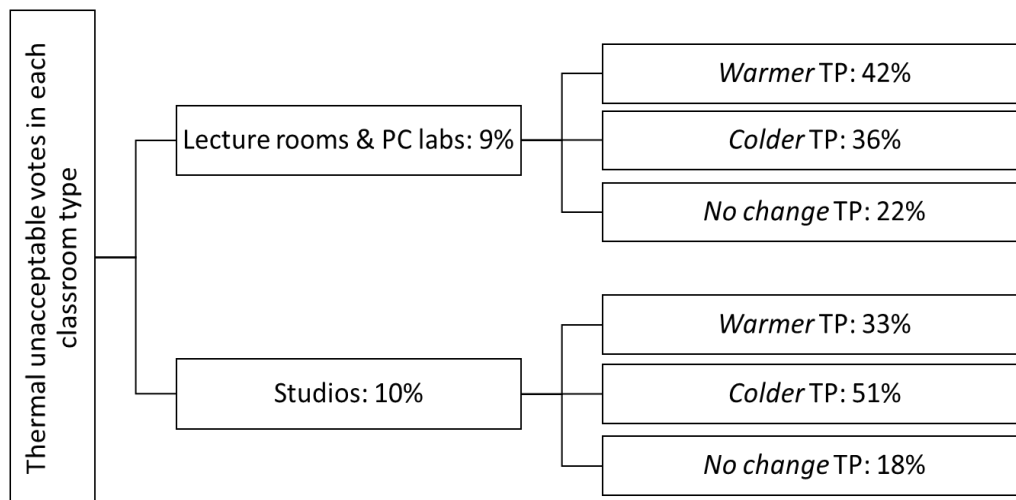 Thermal unacceptable votes in each
classroom type
Lecture rooms & PC labs: 9%
Warmer TP: 42%
Colder TP: 36%
No change TP: 22%
Studios: 10%
Warmer TP: 33%
Colder TP: 51%
No change TP: 18%